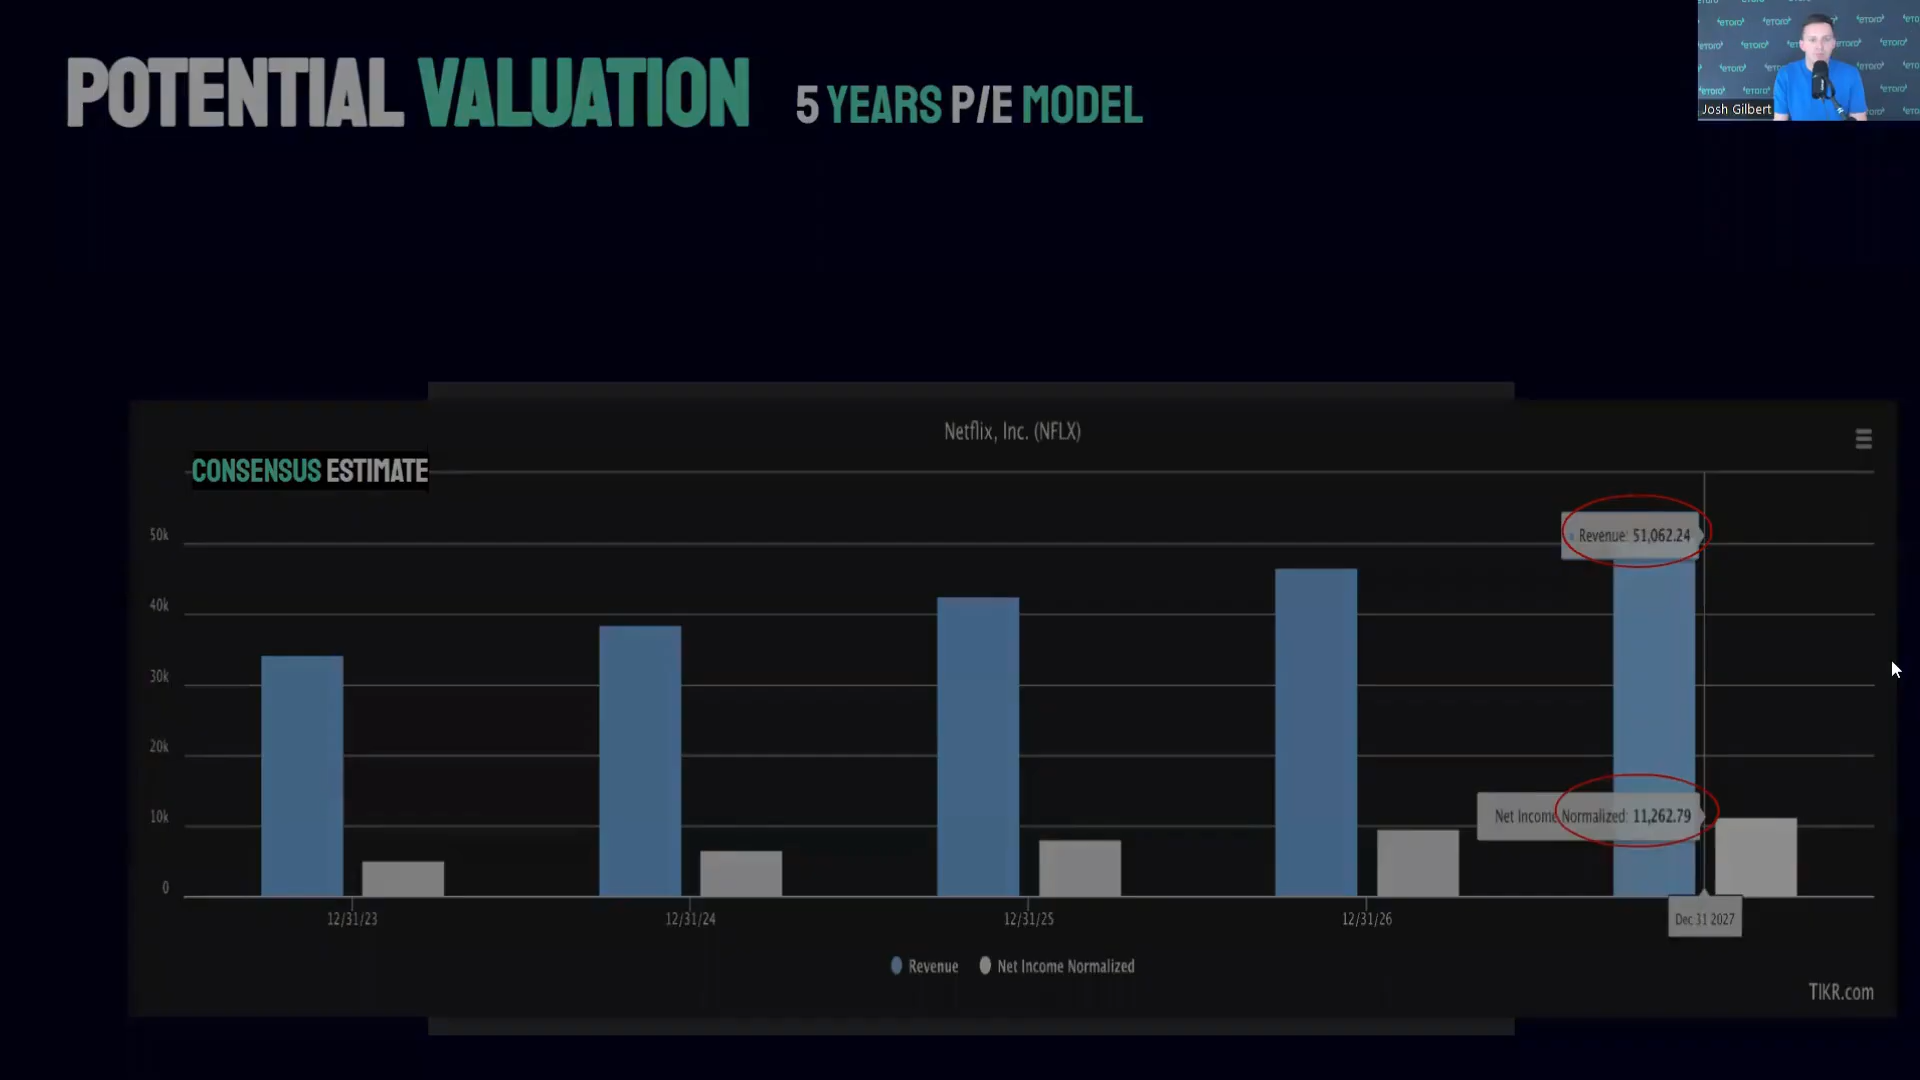 POTENTIAL VALUATION 5 YEARS P/E MODEL
eTORO
Josh Gilbert
Netflix, Inc. (NFLX)
CONSENSUS ESTIMATE
50k
Revenue: 51,062.24
40k
30k
20k
10k
Net Income Normalized: 11,262.79
0
12/31/23
12/31/24
12/31/25
12/31/26
Dec 31 2027
Revenue
Net Income Normalized
TIKR.com